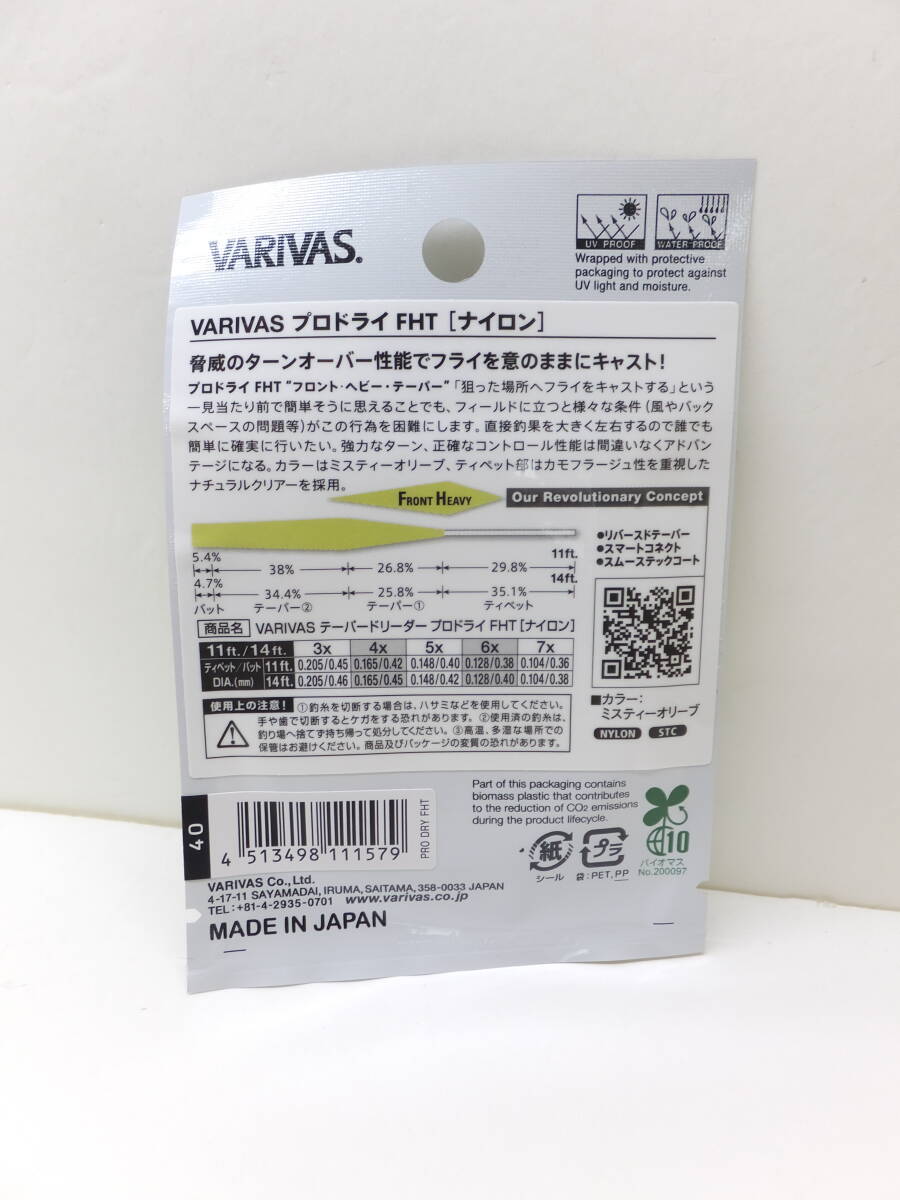 VARIVAS®
UV PROOF
WATER PROOF
Wrapped with protective
packaging to protect against
UV light and moisture.
VARIVAS プロドライ FHT [ナイロン]
脅威のターンオーバー性能でフライを意のままにキャスト!
プロドライ FHT “フロント・ヘビー・テーパー”「狙った場所へフライをキャストする」という
一見当たり前で簡単そうに思えることでも、フィールドに立つと様々な条件(風やバック
スペースの問題等)がこの行為を困難にします。直接釣果を大きく左右するので誰でも
簡単に確実に行いたい。強力なターン、正確なコントロール性能は間違いなくアドバン
テージになる。カラーはミスティーオリーブ、ティペット部はカモフラージュ性を重視した
ナチュラルクリアーを採用。
FRONT HEAVY
Our Revolutionary Concept
5.4% 38% 26.8% 29.8% 11ft.
4.7% 34.4% 25.8% 35.1% 14ft.
バット テーパー② テーパー① ティペット
●リバースドテーパー
●スマートコネクト
●スムーステックコート
商品名 VARIVAS テーパードリーダー プロドライ FHT [ナイロン]
11ft./14ft. 3x 4x 5x 6x 7x
ティペット/バット 11ft. 0.205/0.45 0.165/0.42 0.148/0.40 0.128/0.38 0.104/0.36
DIA.(mm) 14ft. 0.205/0.46 0.165/0.45 0.148/0.42 0.128/0.40 0.104/0.38
■カラー:
ミスティーオリーブ
NYLON STC
使用上の注意! ①釣糸を切断する場合は、ハサミなどを使用してください。
手や歯で切断するとケガをする恐れがあります。②使用済の釣糸は、
釣り場へ捨てず持ち帰って処分してください。③高温、多湿な場所での
保管はお避けください。商品及びパッケージの変質の恐れがあります。
Part of this packaging contains
biomass plastic that contributes
to the reduction of CO2 emissions
during the product lifecycle.
40
4 513498 111579
PRO DRY FHT
紙
シール
プラ
袋:PET, PP
10
バイオマス
No.200097
VARIVAS Co., Ltd.
4-17-11 SAYAMADAI, IRUMA, SAITAMA, 358-0033 JAPAN
TEL:+81-4-2935-0701 www.varivas.co.jp
MADE IN JAPAN